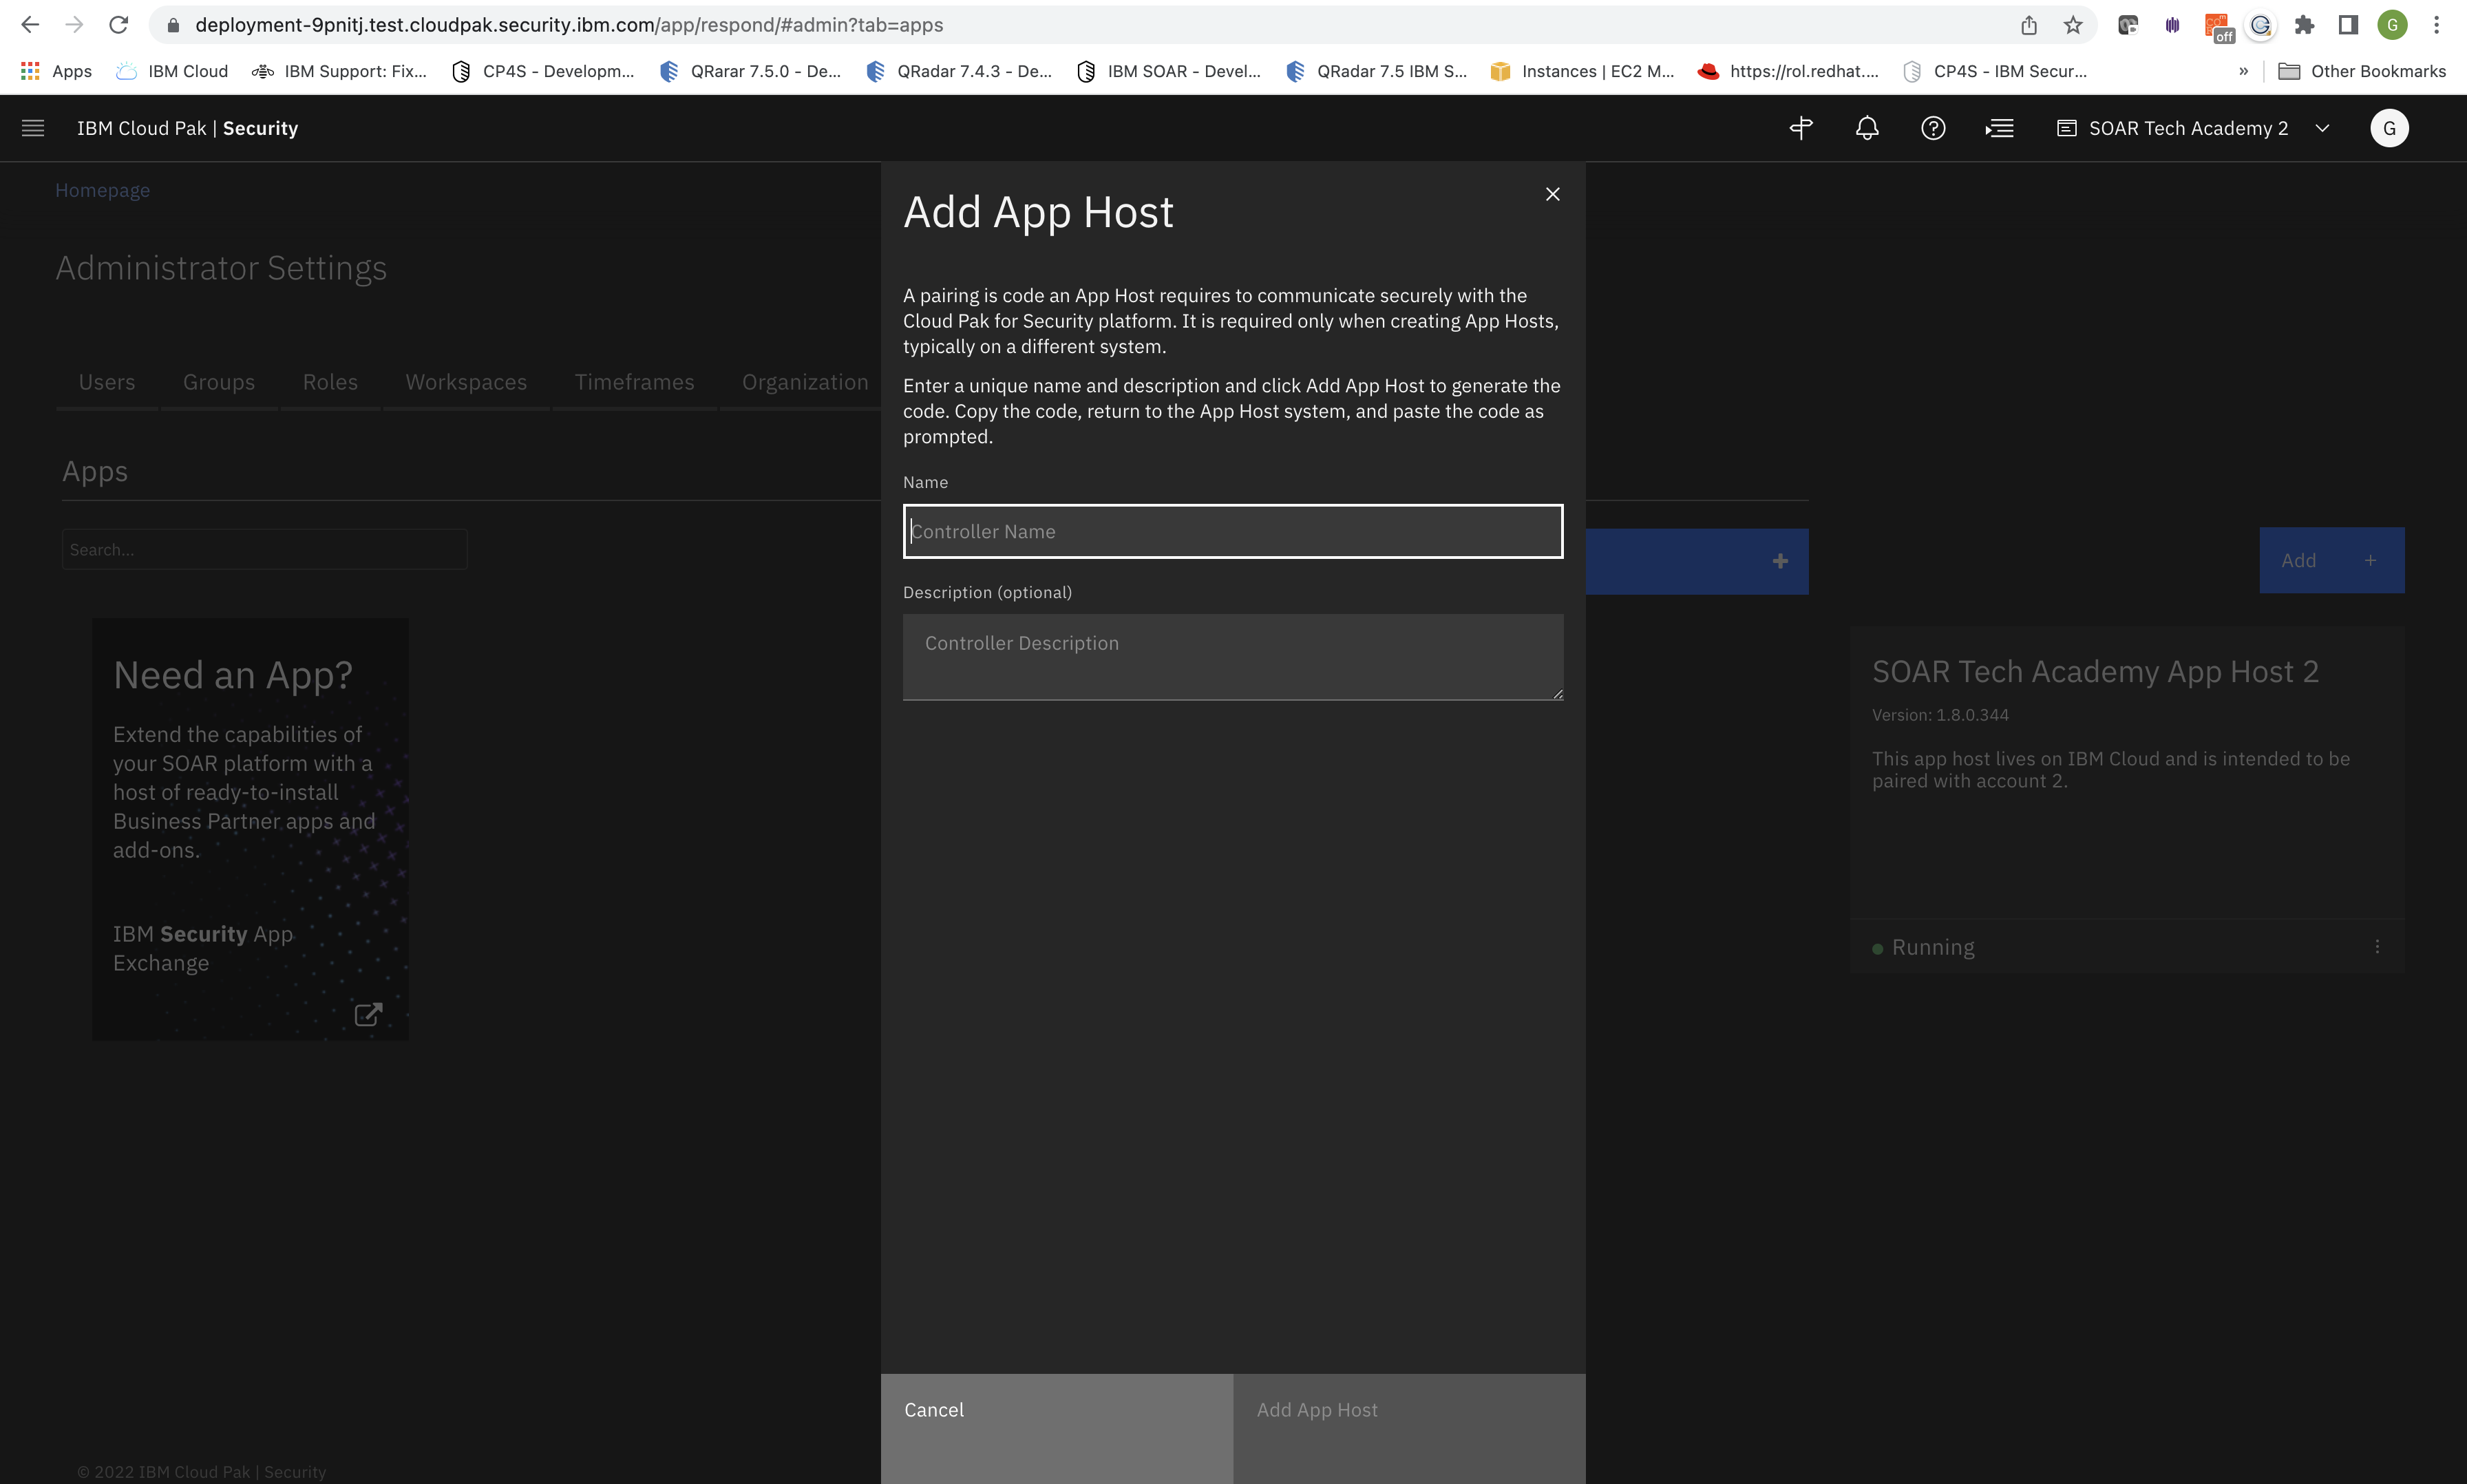 deployment-9pnitj.test.cloudpak.security.ibm.com/app/respond/#admin?tab=apps
off
G
Apps
IBM Cloud
IBM Support: Fix...
CP4S - Developm...
QRarar 7.5.0 - De...
QRadar 7.4.3 - De...
IBM SOAR - Devel...
QRadar 7.5 IBM S...
Instances | EC2 M...
https://rol.redhat....
CP4S - IBM Secur...
»
Other Bookmarks
IBM Cloud Pak | Security
SOAR Tech Academy 2
G
Homepage
Administrator Settings
Users
Groups
Roles
Workspaces
Timeframes
Organization
Apps
Search...
Need an App?
Extend the capabilities of
your SOAR platform with a
host of ready-to-install
Business Partner apps and
add-ons.
IBM Security App
Exchange
Add App Host
A pairing is code an App Host requires to communicate securely with the
Cloud Pak for Security platform. It is required only when creating App Hosts,
typically on a different system.
Enter a unique name and description and click Add App Host to generate the
code. Copy the code, return to the App Host system, and paste the code as
prompted.
Name
Controller Name
Description (optional)
Controller Description
Cancel
Add App Host
Add +
SOAR Tech Academy App Host 2
Version: 1.8.0.344
This app host lives on IBM Cloud and is intended to be
paired with account 2.
Running
© 2022 IBM Cloud Pak | Security